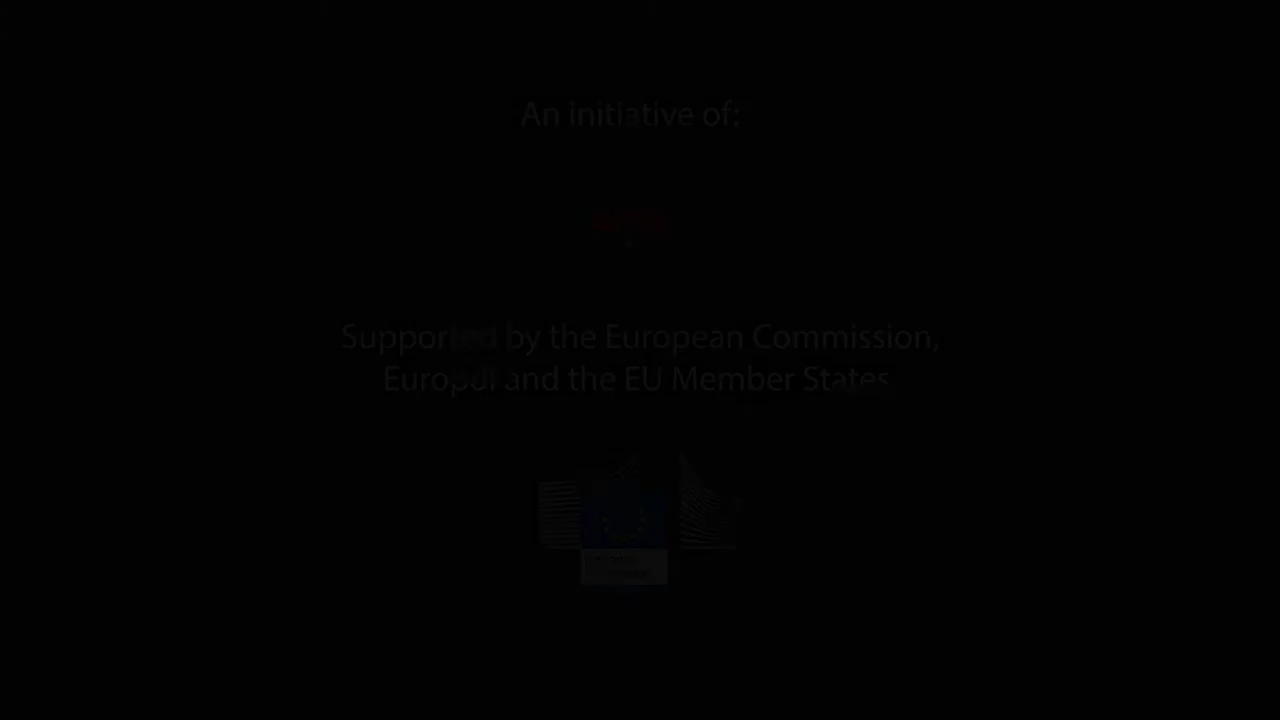 An initiative of:
Supported by the European Commission,
Europol and the EU Member States